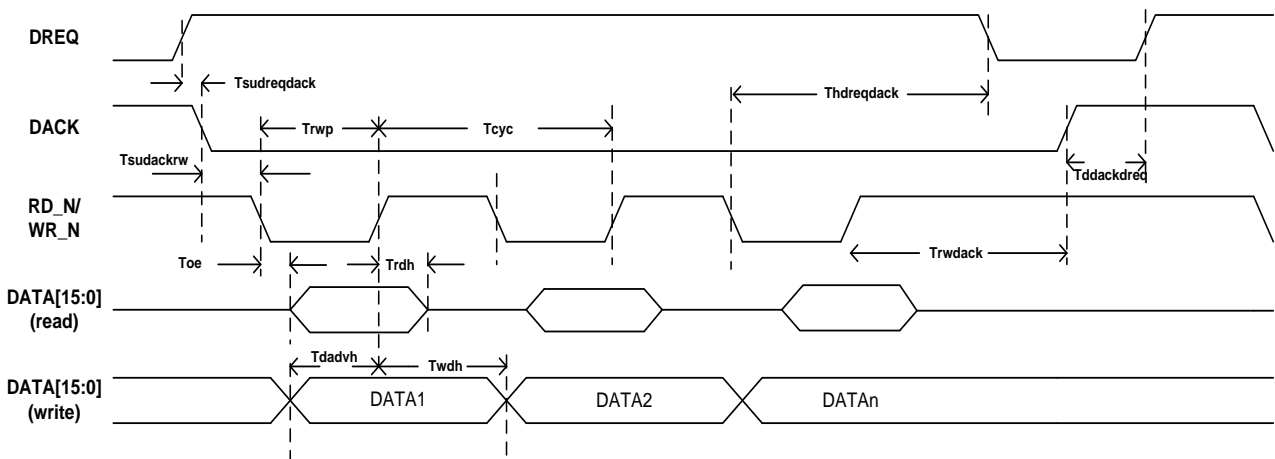 DREQ
Tsudreqdack
Thdreqdack
DACK
Trwp
Tcyc
Tsudackrw
Tddackdreq
RD_N/
WR_N
Toe
Trdh
Trwdack
DATA[15:0]
(read)
Tdadvh
Twdh
DATA[15:0]
(write)
DATA1
DATA2
DATAn